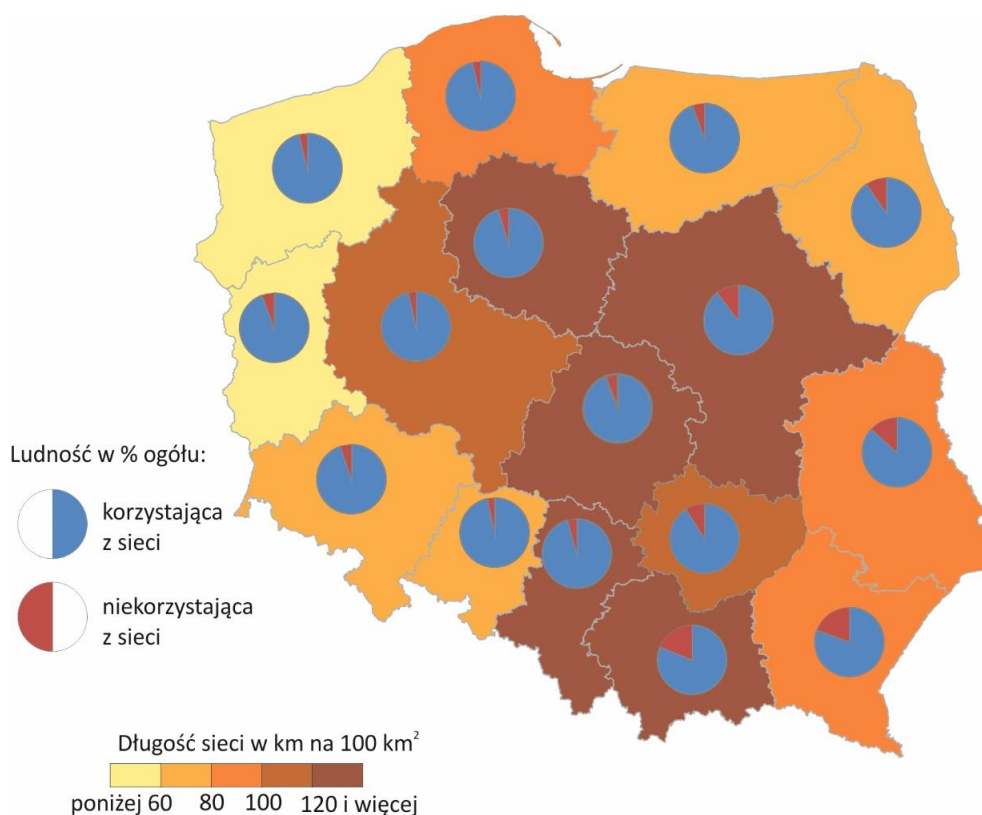 Ludność w % ogółu:
korzystająca
z sieci
niekorzystająca
z sieci
Długość sieci w km na 100 km²
poniżej 60 80 100 120 i więcej